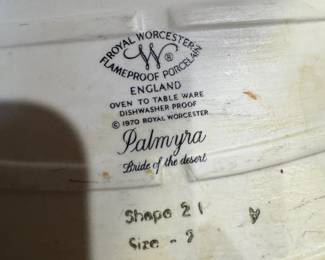 ROYAL WORCESTER
W®
FLAMEPROOF PORCELAIN
ENGLAND
OVEN TO TABLE WARE
DISHWASHER PROOF
© 1970 ROYAL WORCESTER
Palmyra
Bride of the desert
Shape 21
Size - 2